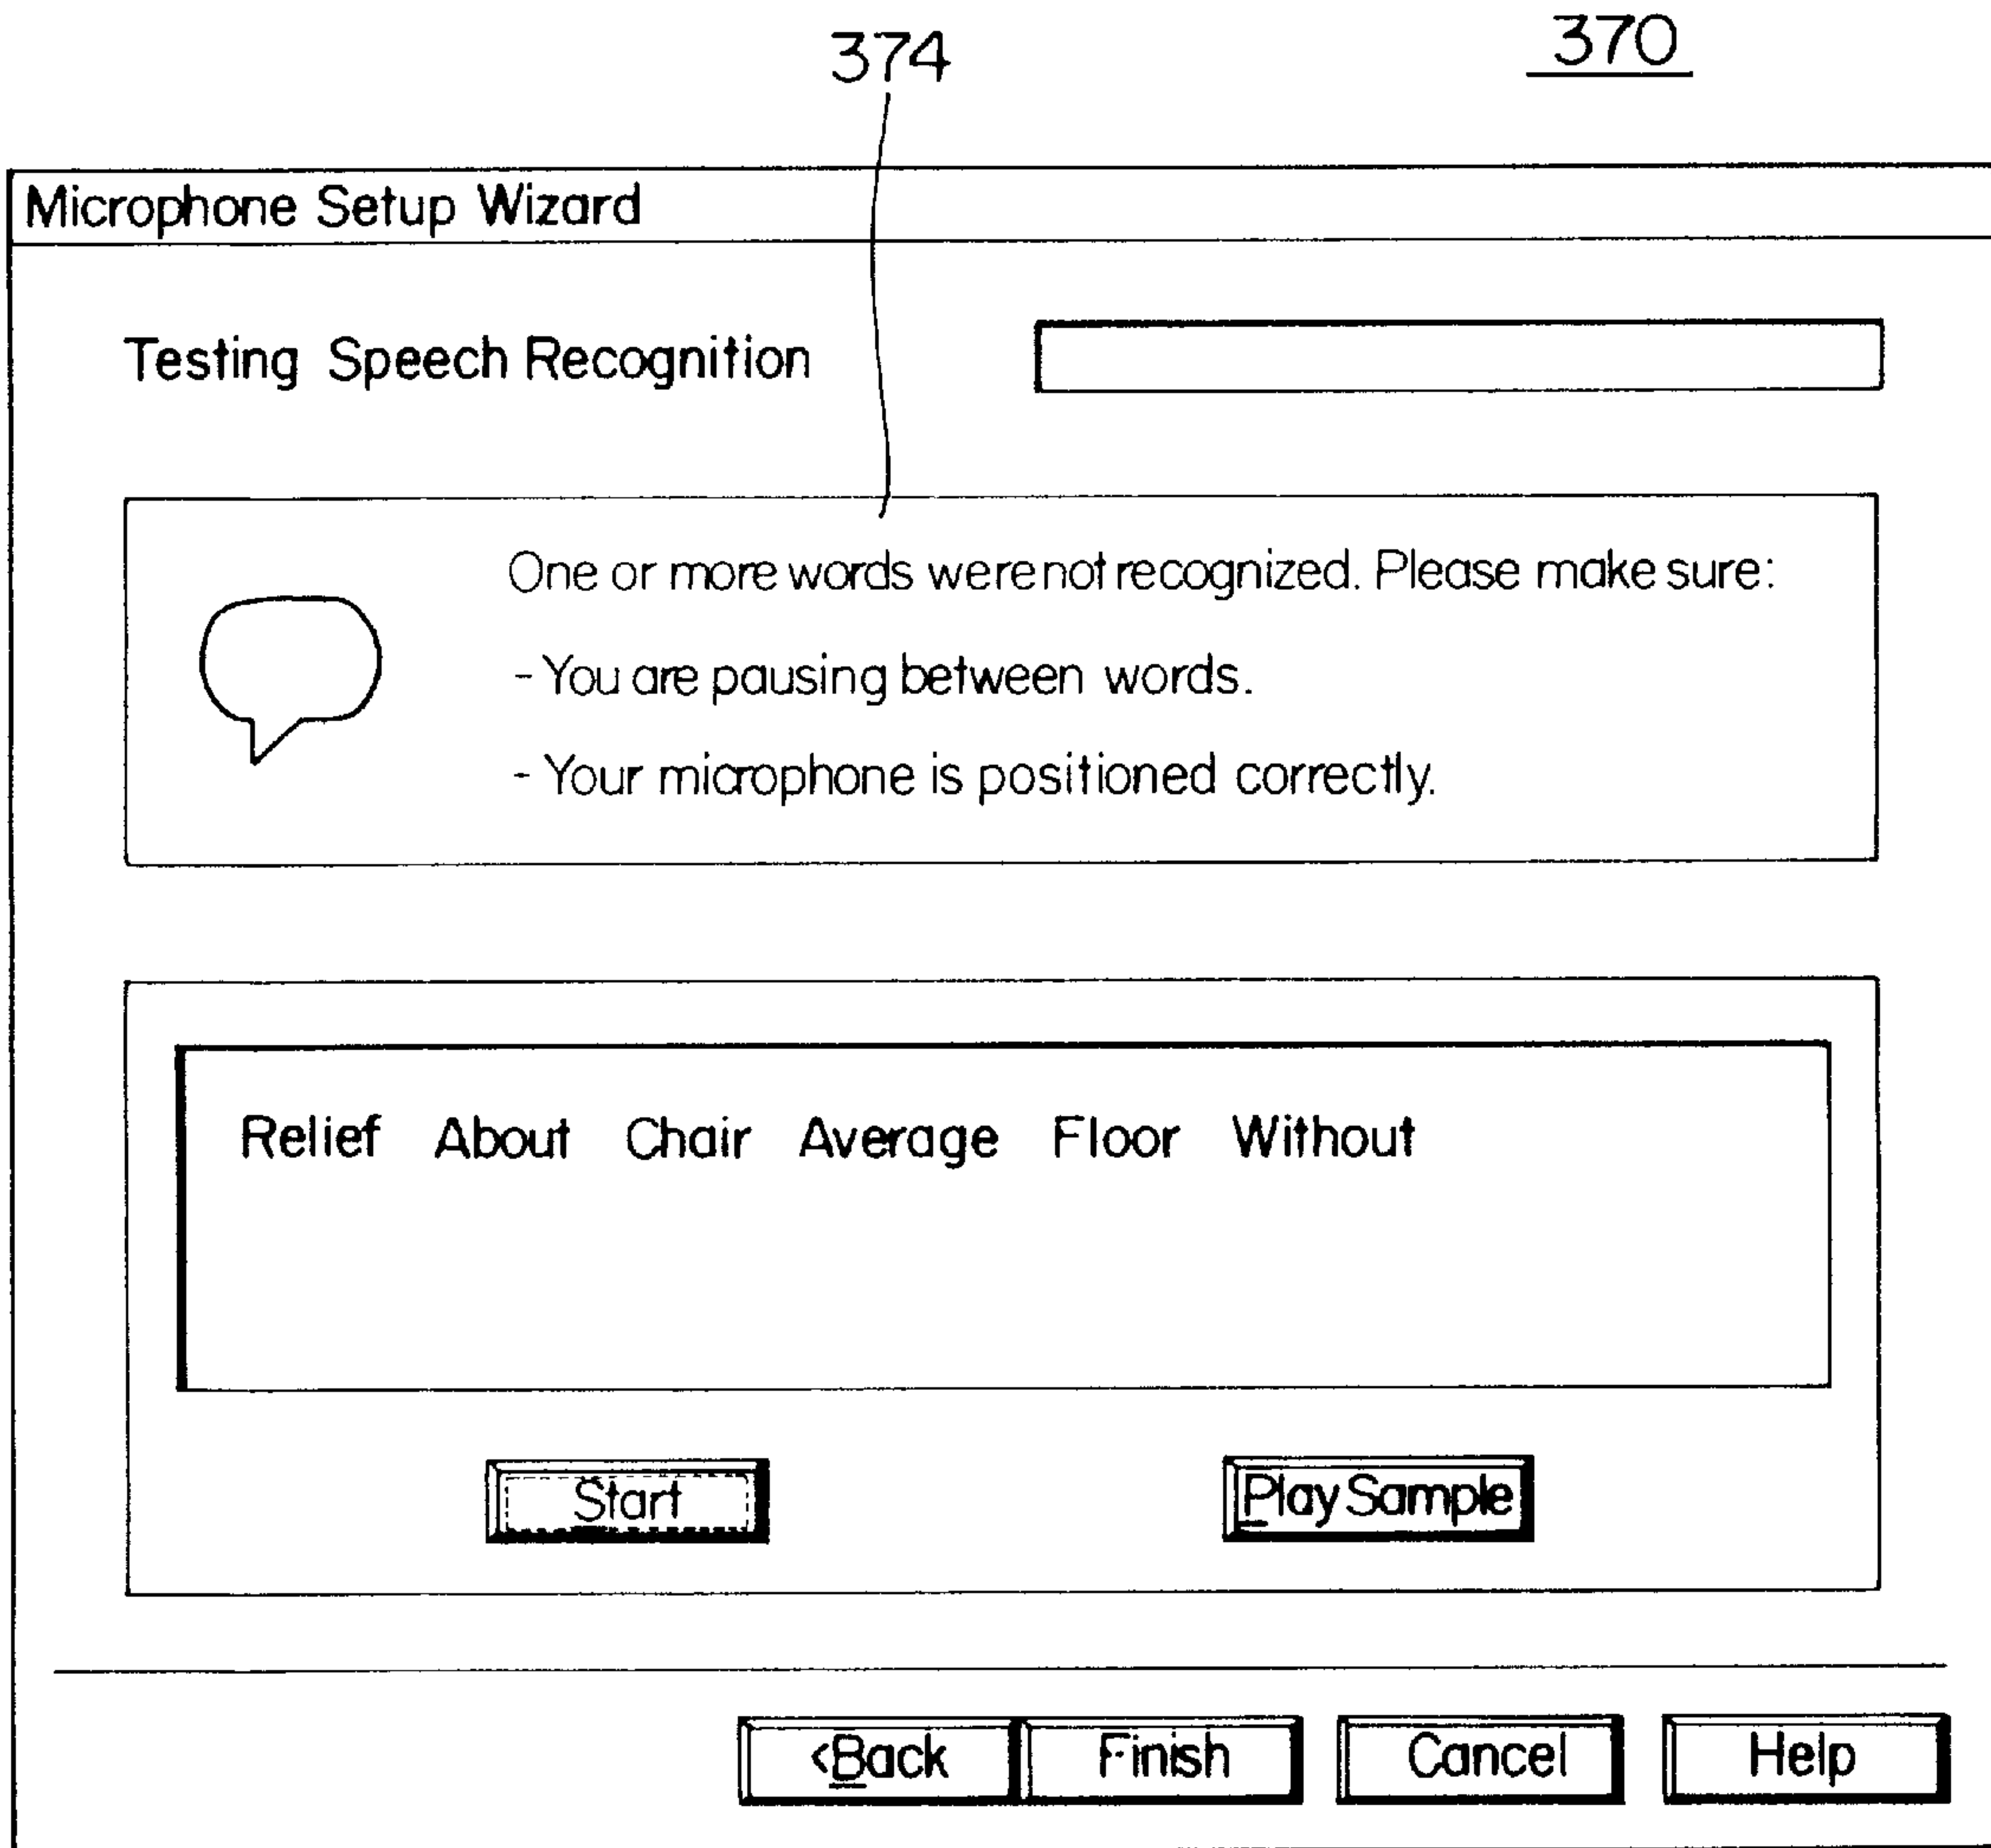 374 370
Microphone Setup Wizard
Testing Speech Recognition
One or more words were not recognized. Please make sure:
- You are pausing between words.
- Your microphone is positioned correctly.
Relief About Chair Average Floor Without
Start Play Sample
<Back Finish Cancel Help